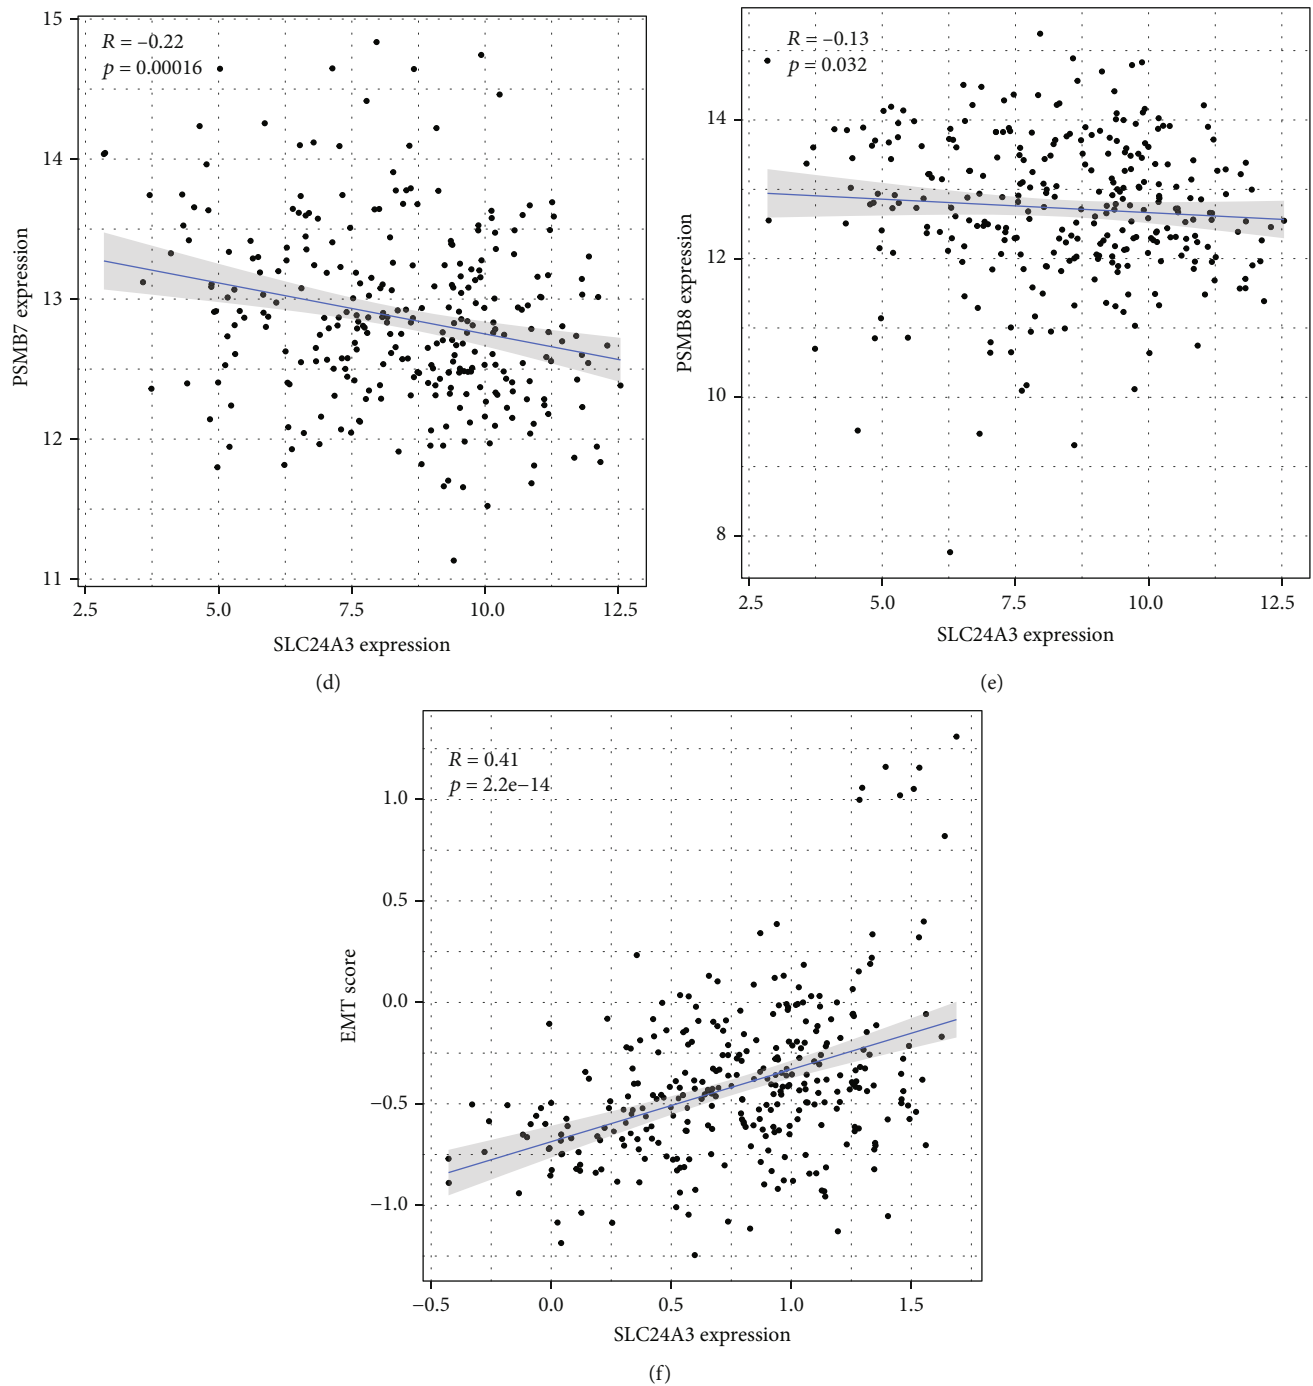 R = −0.22
p = 0.00016
15
14
13
12
11
PSMB7 expression
2.5 5.0 7.5 10.0 12.5
SLC24A3 expression
(d)
R = −0.13
p = 0.032
14
12
10
8
PSMB8 expression
2.5 5.0 7.5 10.0 12.5
SLC24A3 expression
(e)
R = 0.41
p = 2.2e−14
1.0
0.5
0.0
−0.5
−1.0
EMT score
−0.5 0.0 0.5 1.0 1.5
SLC24A3 expression
(f)